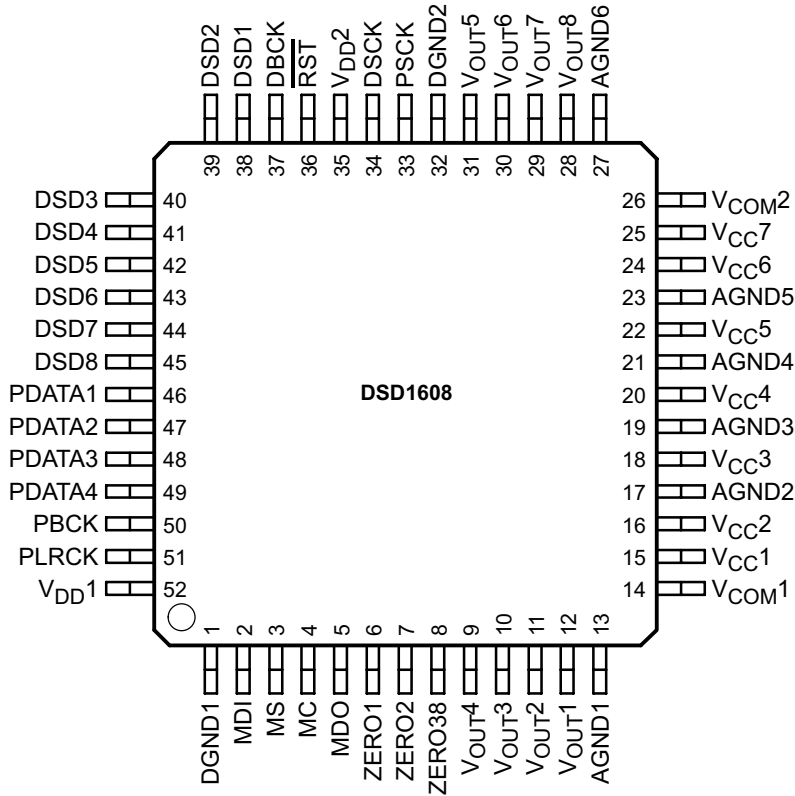 DSD2
DSD1
DBCK
RST
VDD2
DSCK
PSCK
DGND2
VOUT5
VOUT6
VOUT7
VOUT8
AGND6
39 38 37 36 35 34 33 32 31 30 29 28 27
DSD3 40
DSD4 41
DSD5 42
DSD6 43
DSD7 44
DSD8 45
PDATA1 46
PDATA2 47
PDATA3 48
PDATA4 49
PBCK 50
PLRCK 51
VDD1 52
DSD1608
26 VCOM2
25 VCC7
24 VCC6
23 AGND5
22 VCC5
21 AGND4
20 VCC4
19 AGND3
18 VCC3
17 AGND2
16 VCC2
15 VCC1
14 VCOM1
1 2 3 4 5 6 7 8 9 10 11 12 13
DGND1
MDI
MS
MC
MDO
ZERO1
ZERO2
ZERO38
VOUT4
VOUT3
VOUT2
VOUT1
AGND1